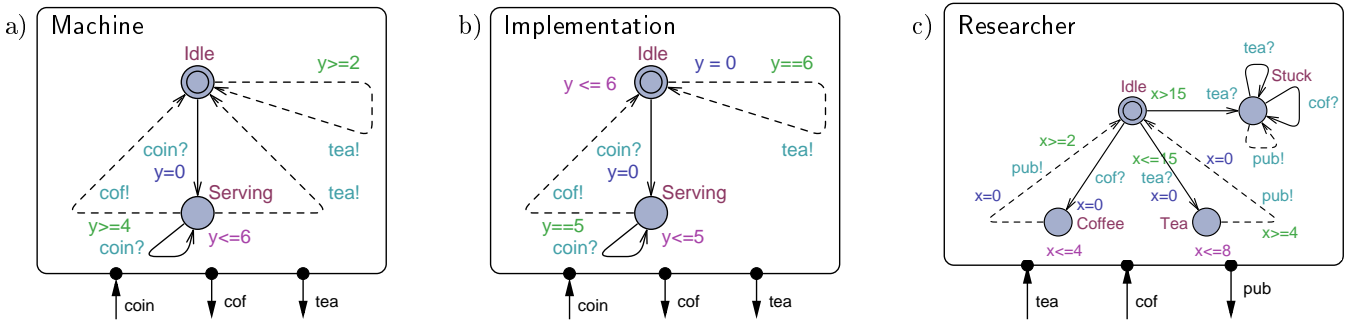 a) Machine
Idle
y>=2
coin?
y=0
tea!
cof!
tea!
Serving
y>=4
coin?
y<=6
coin
cof
tea
b) Implementation
Idle
y <= 6
y = 0
y==6
coin?
y=0
tea!
cof!
Serving
y==5
coin?
y<=5
coin
cof
tea
c) Researcher
tea?
Stuck
Idle
x>15
tea?
cof?
x>=2
pub!
x<=15
x=0
pub!
cof?
tea?
x=0
x=0
x=0
pub!
Coffee
Tea
x>=4
x<=4
x<=8
tea
cof
pub